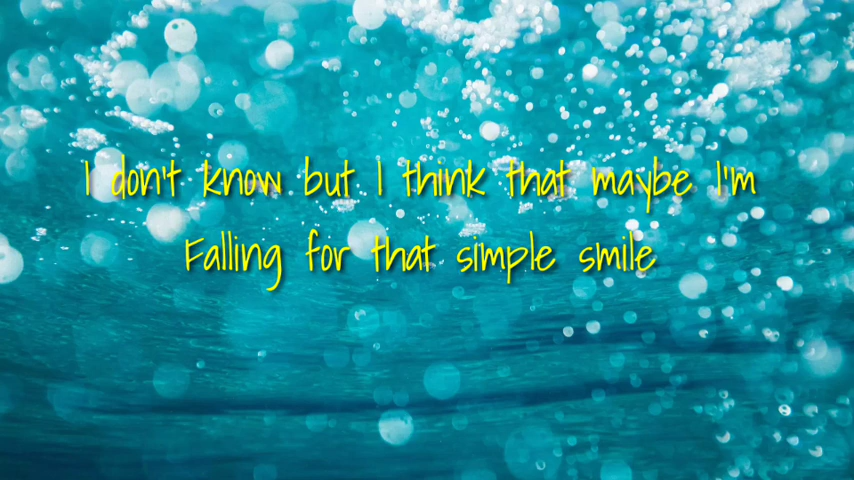 I don't know but I think that maybe I'm
Falling for that simple smile